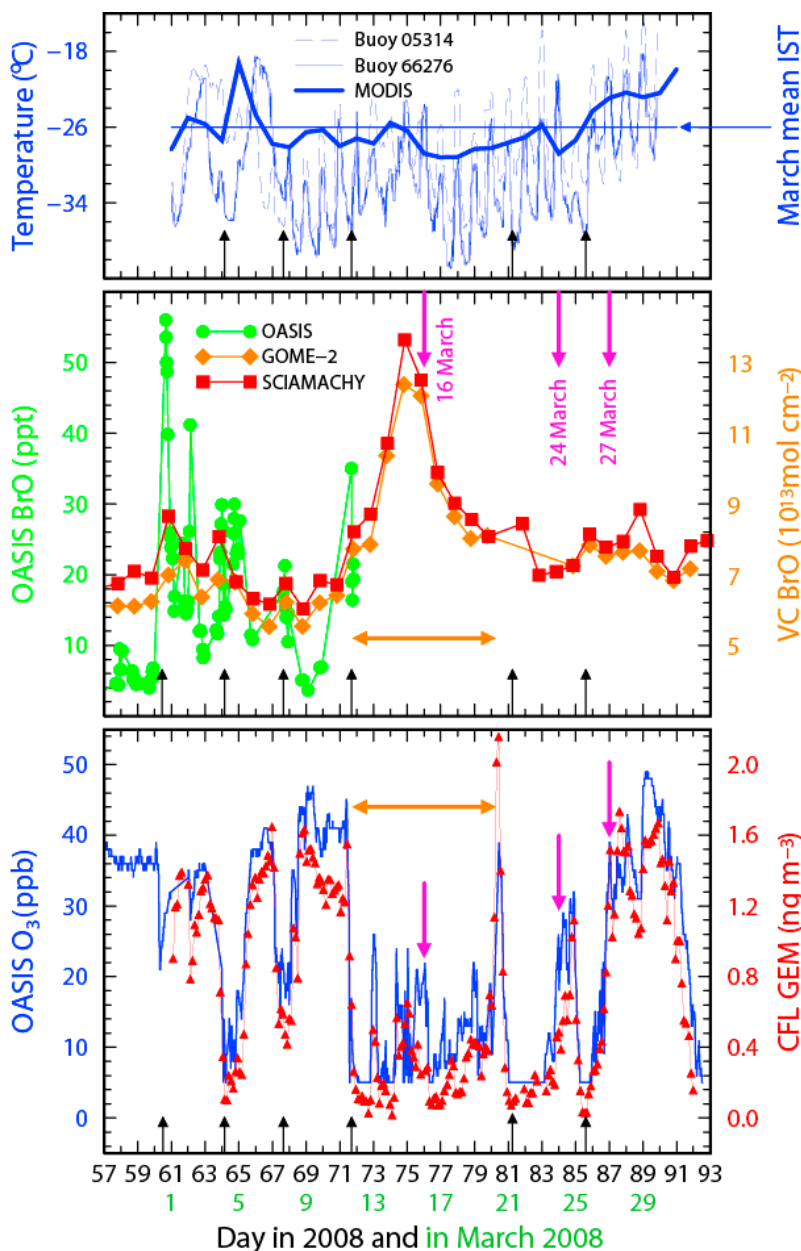 Temperature (℃)
−18
−26
−34
Buoy 05314
Buoy 66276
MODIS
March mean IST
OASIS BrO (ppt)
50
40
30
20
10
OASIS
GOME−2
SCIAMACHY
16 March
24 March
27 March
13
11
9
7
5
VC BrO (10¹³mol cm⁻²)
OASIS O₃(ppb)
50
40
30
20
10
0
2.0
1.6
1.2
0.8
0.4
0.0
CFL GEM (ng m⁻³)
57 59 61 63 65 67 69 71 73 75 77 79 81 83 85 87 89 91 93
1 5 9 13 17 21 25 29
Day in 2008 and in March 2008